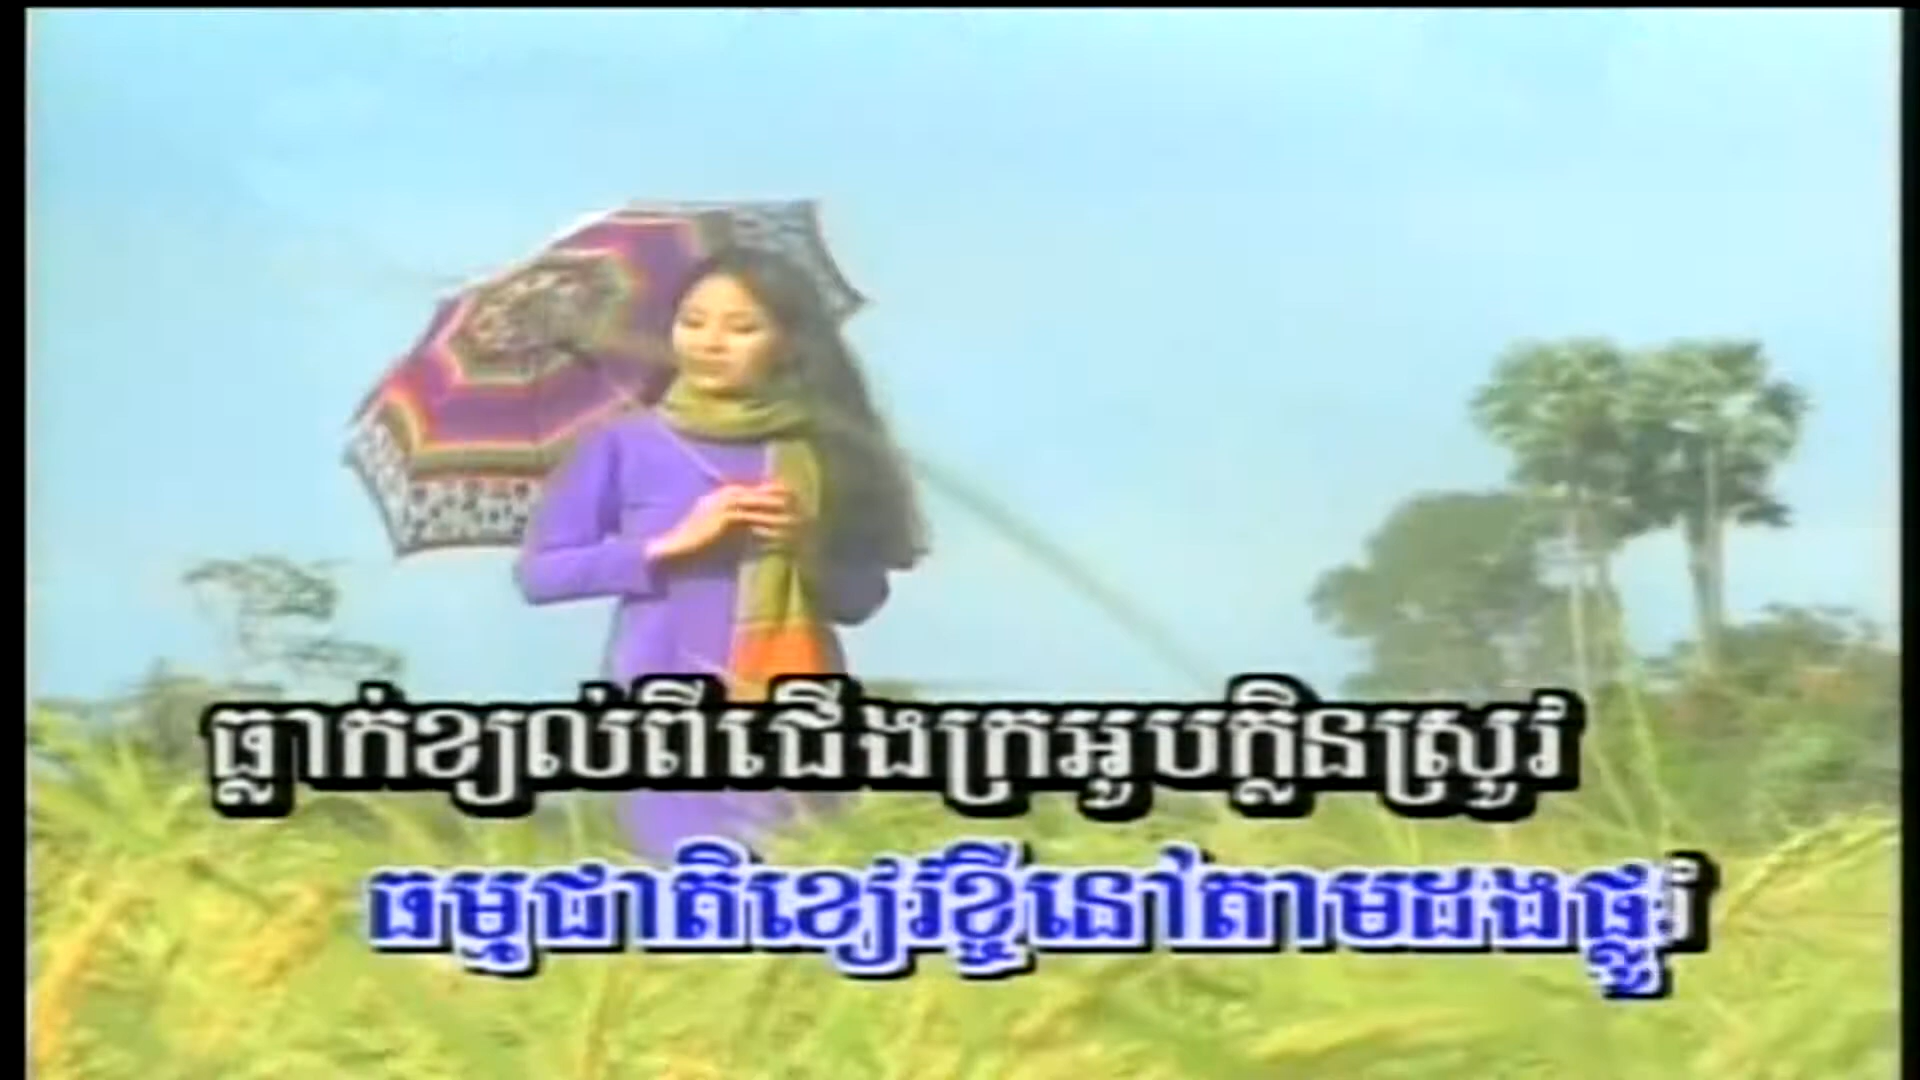 ធ្លាក់ខ្យល់ពីជើងក្រអូបក្លិនស្រូវ
ធម្មជាតិខៀវខ្ចីនៅតាមដងផ្លូវ